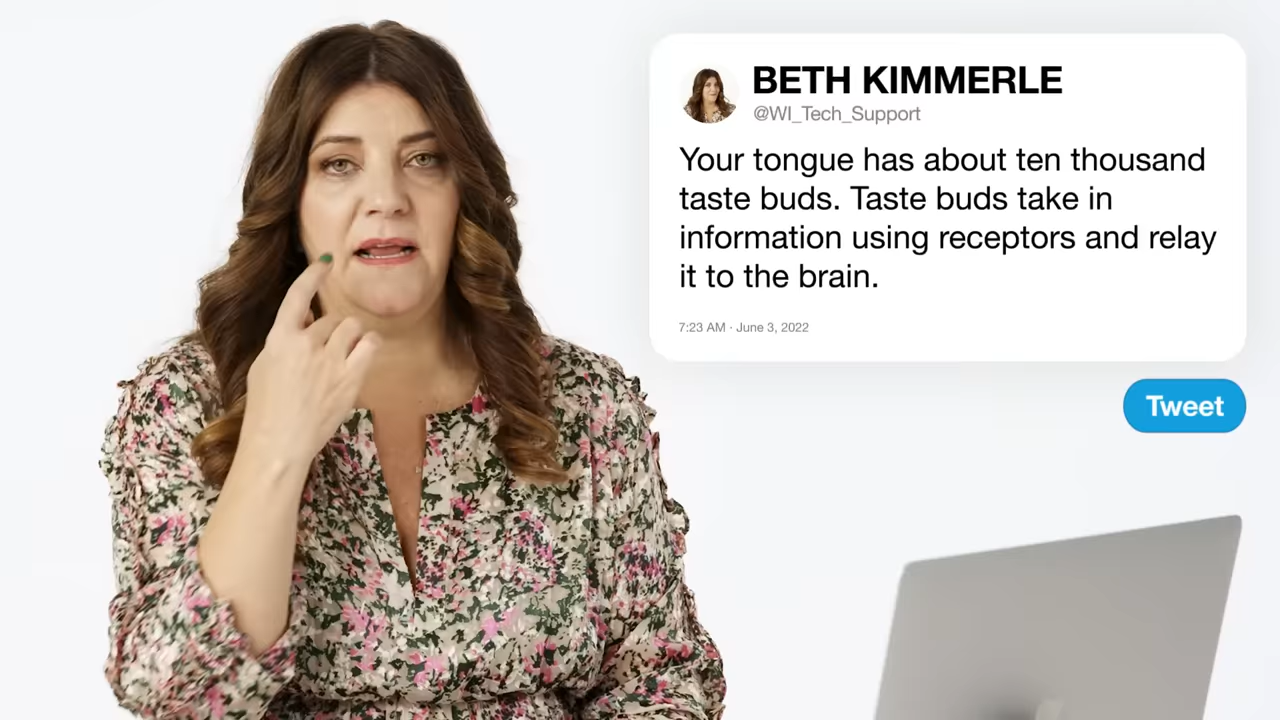 BETH KIMMERLE
@WI_Tech_Support
Your tongue has about ten thousand
taste buds. Taste buds take in
information using receptors and relay
it to the brain.
7:23 AM · June 3, 2022
Tweet